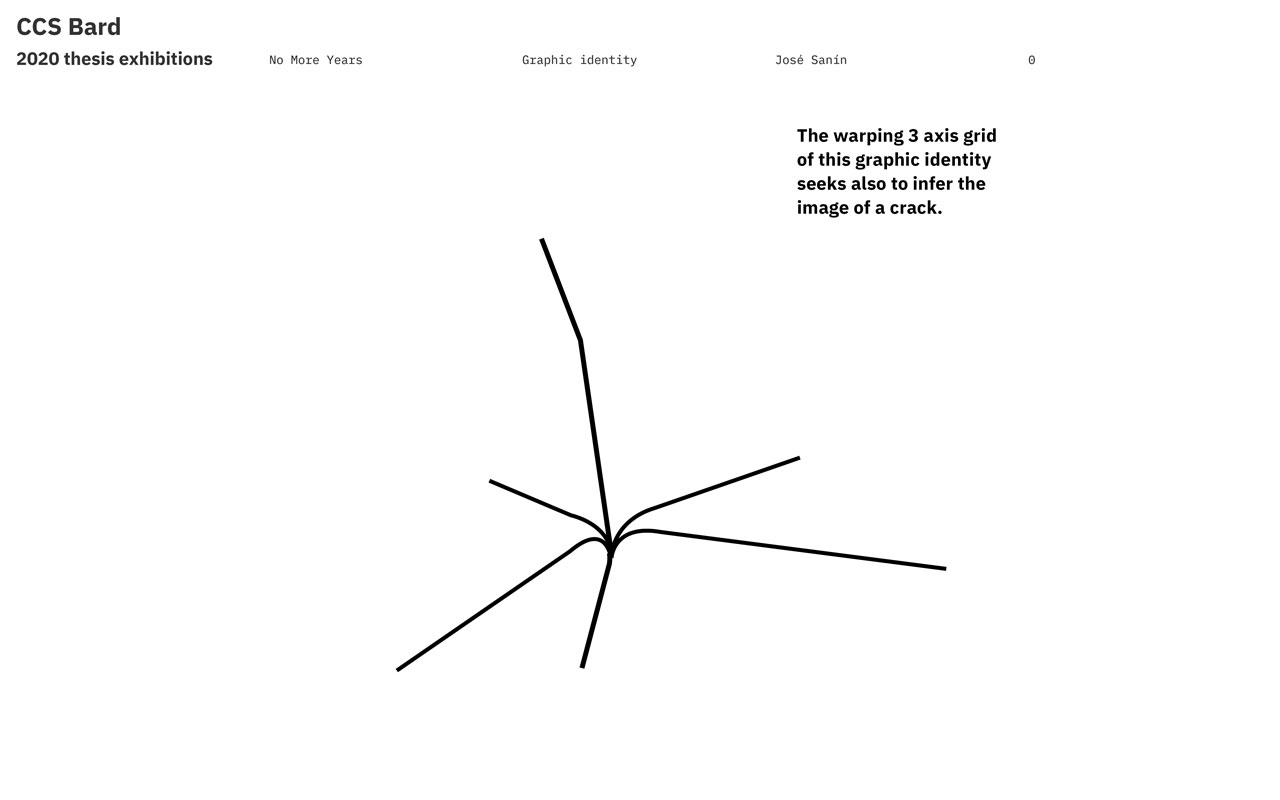 CCS Bard
2020 thesis exhibitions
No More Years
Graphic identity
José Sanín
0
The warping 3 axis grid
of this graphic identity
seeks also to infer the
image of a crack.